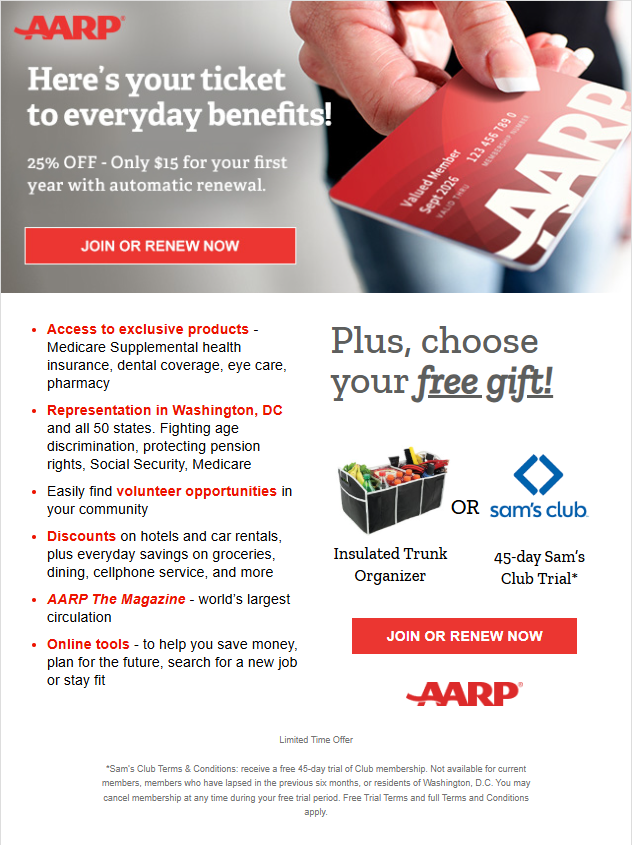 AARP®
Here's your ticket
to everyday benefits!
25% OFF - Only $15 for your first
year with automatic renewal.
JOIN OR RENEW NOW
Valued Member
Sept 2026
VALID THRU
123 456 789 0
MEMBERSHIP NUMBER
AARP
• Access to exclusive products -
Medicare Supplemental health
insurance, dental coverage, eye care,
pharmacy
• Representation in Washington, DC
and all 50 states. Fighting age
discrimination, protecting pension
rights, Social Security, Medicare
• Easily find volunteer opportunities in
your community
• Discounts on hotels and car rentals,
plus everyday savings on groceries,
dining, cellphone service, and more
• AARP The Magazine - world's largest
circulation
• Online tools - to help you save money,
plan for the future, search for a new job
or stay fit
Plus, choose
your free gift!
OR
sam's club
Insulated Trunk
Organizer
45-day Sam's
Club Trial*
JOIN OR RENEW NOW
AARP®
Limited Time Offer
*Sam's Club Terms & Conditions: receive a free 45-day trial of Club membership. Not available for current
members, members who have lapsed in the previous six months, or residents of Washington, D.C. You may
cancel membership at any time during your free trial period. Free Trial Terms and full Terms and Conditions
apply.